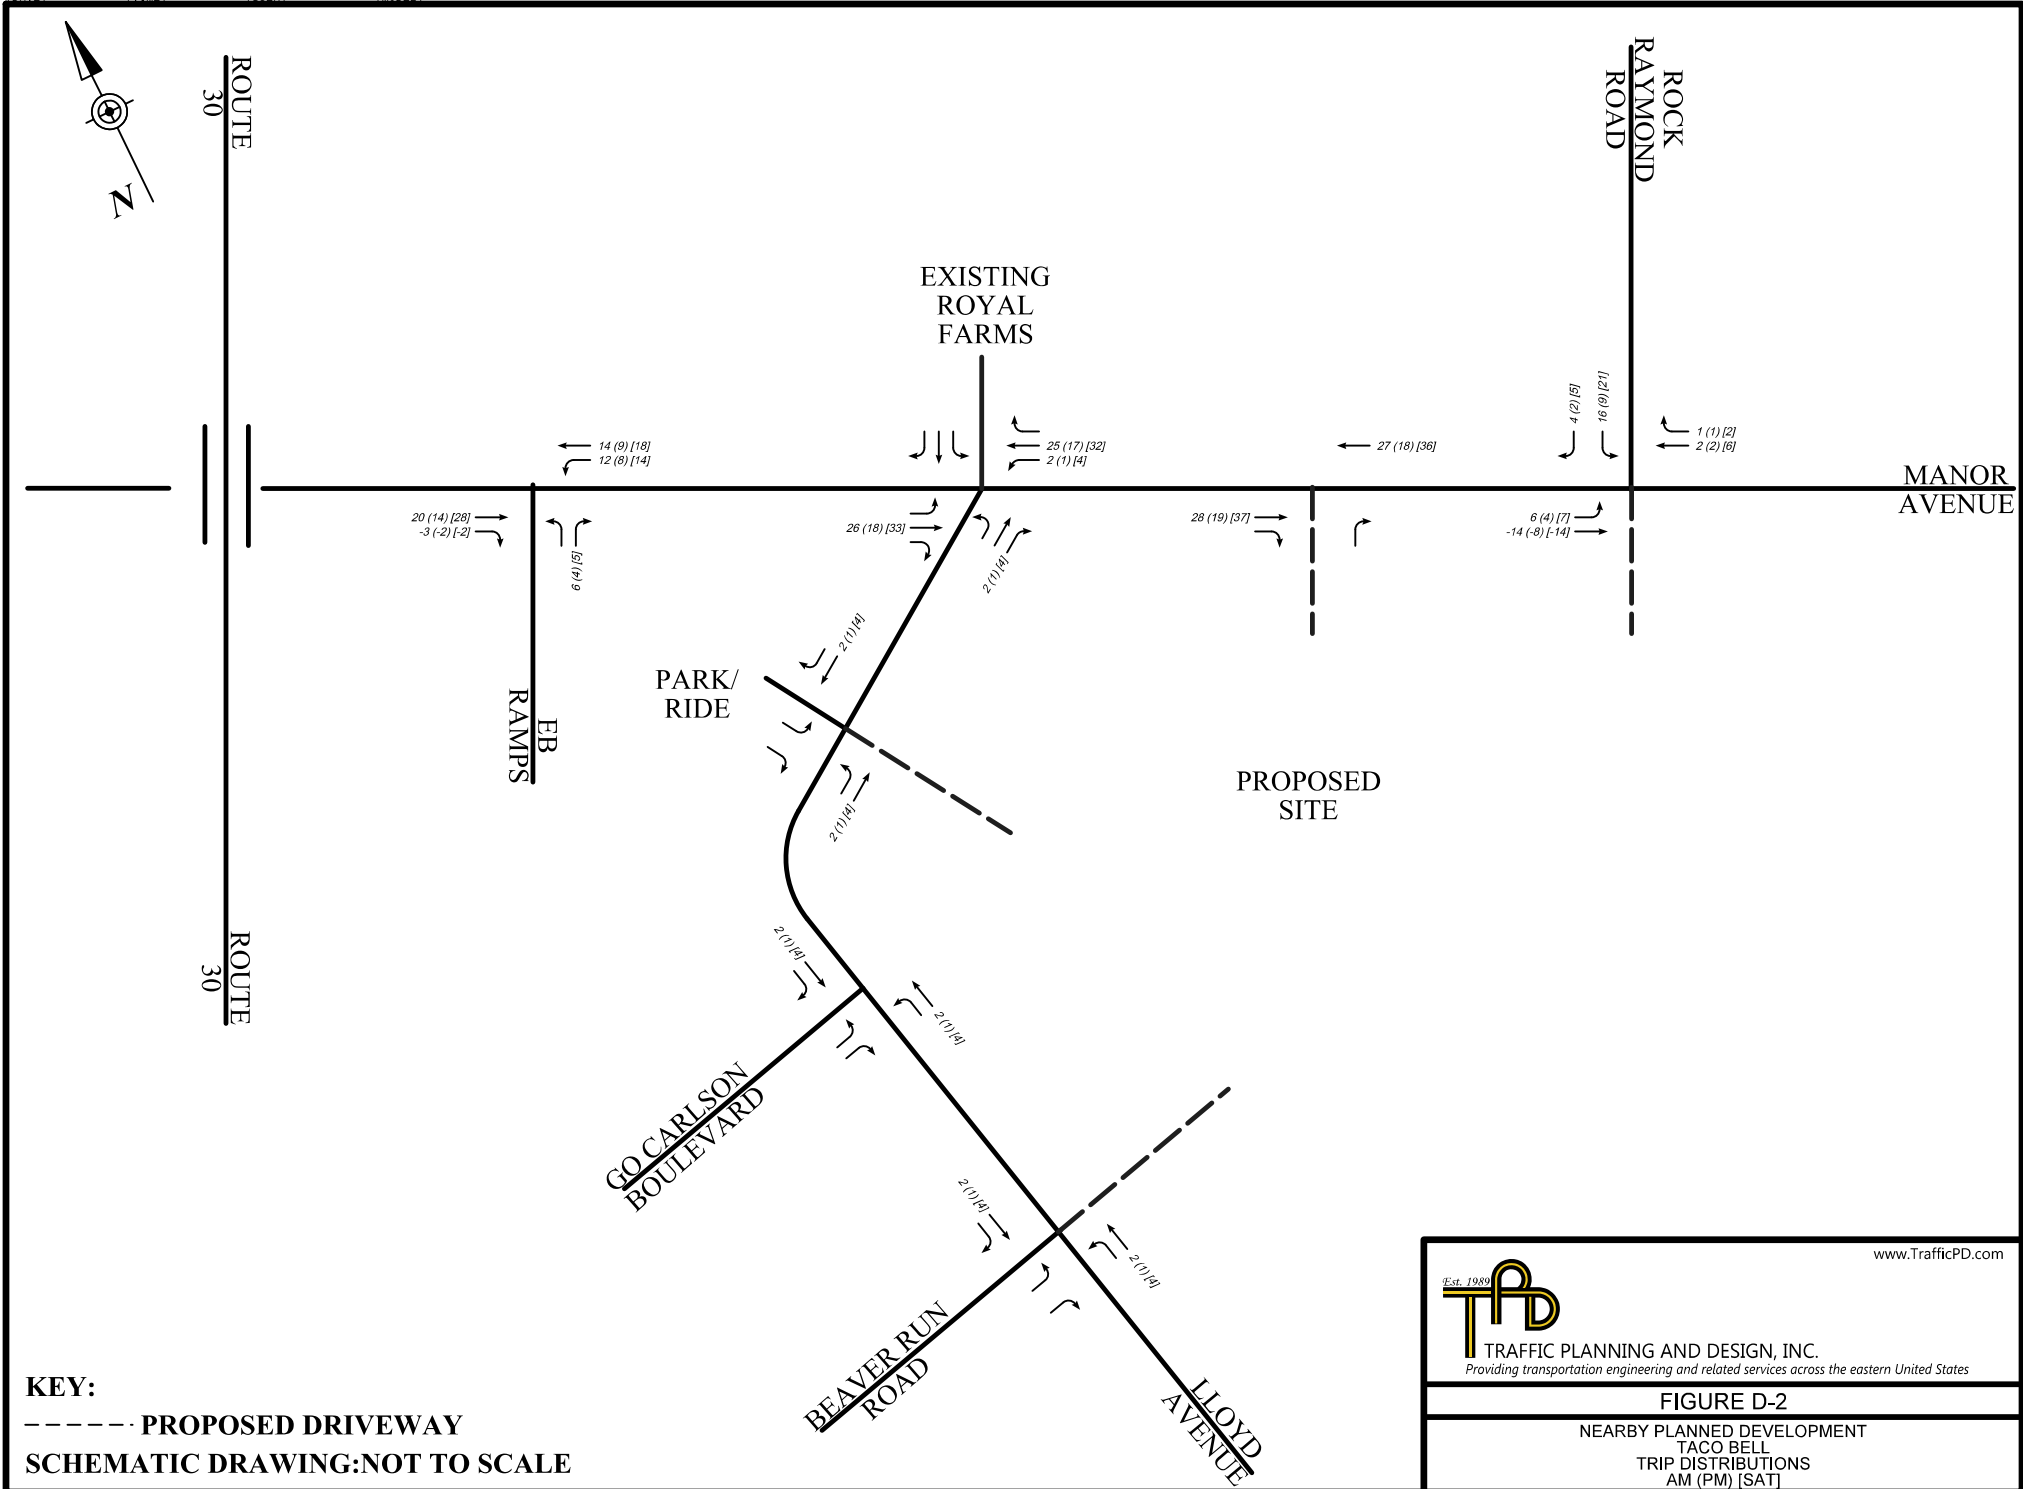 ROUTE
30
ROCK
RAYMOND
ROAD
N
EXISTING
ROYAL
FARMS
4 (2) [5]
16 (9) [21]
14 (9) [18]
12 (8) [14]
25 (17) [32]
2 (1) [4]
27 (18) [36]
1 (1) [2]
2 (2) [6]
MANOR
AVENUE
20 (14) [28]
-3 (-2) [-2]
6 (4) [5]
26 (18) [33]
2 (1) [4]
28 (19) [37]
6 (4) [7]
-14 (-8) [-14]
2 (1) [4]
PARK/
RIDE
EB
RAMPS
2 (1) [4]
PROPOSED
SITE
ROUTE
30
2 (1) [4]
2 (1) [4]
GO CARLSON
BOULEVARD
2 (1) [4]
2 (1) [4]
BEAVER RUN
ROAD
LLOYD
AVENUE
KEY:
PROPOSED DRIVEWAY
SCHEMATIC DRAWING:NOT TO SCALE
www.TrafficPD.com
Est. 1989
TPD
TRAFFIC PLANNING AND DESIGN, INC.
Providing transportation engineering and related services across the eastern United States
FIGURE D-2
NEARBY PLANNED DEVELOPMENT
TACO BELL
TRIP DISTRIBUTIONS
AM (PM) [SAT]